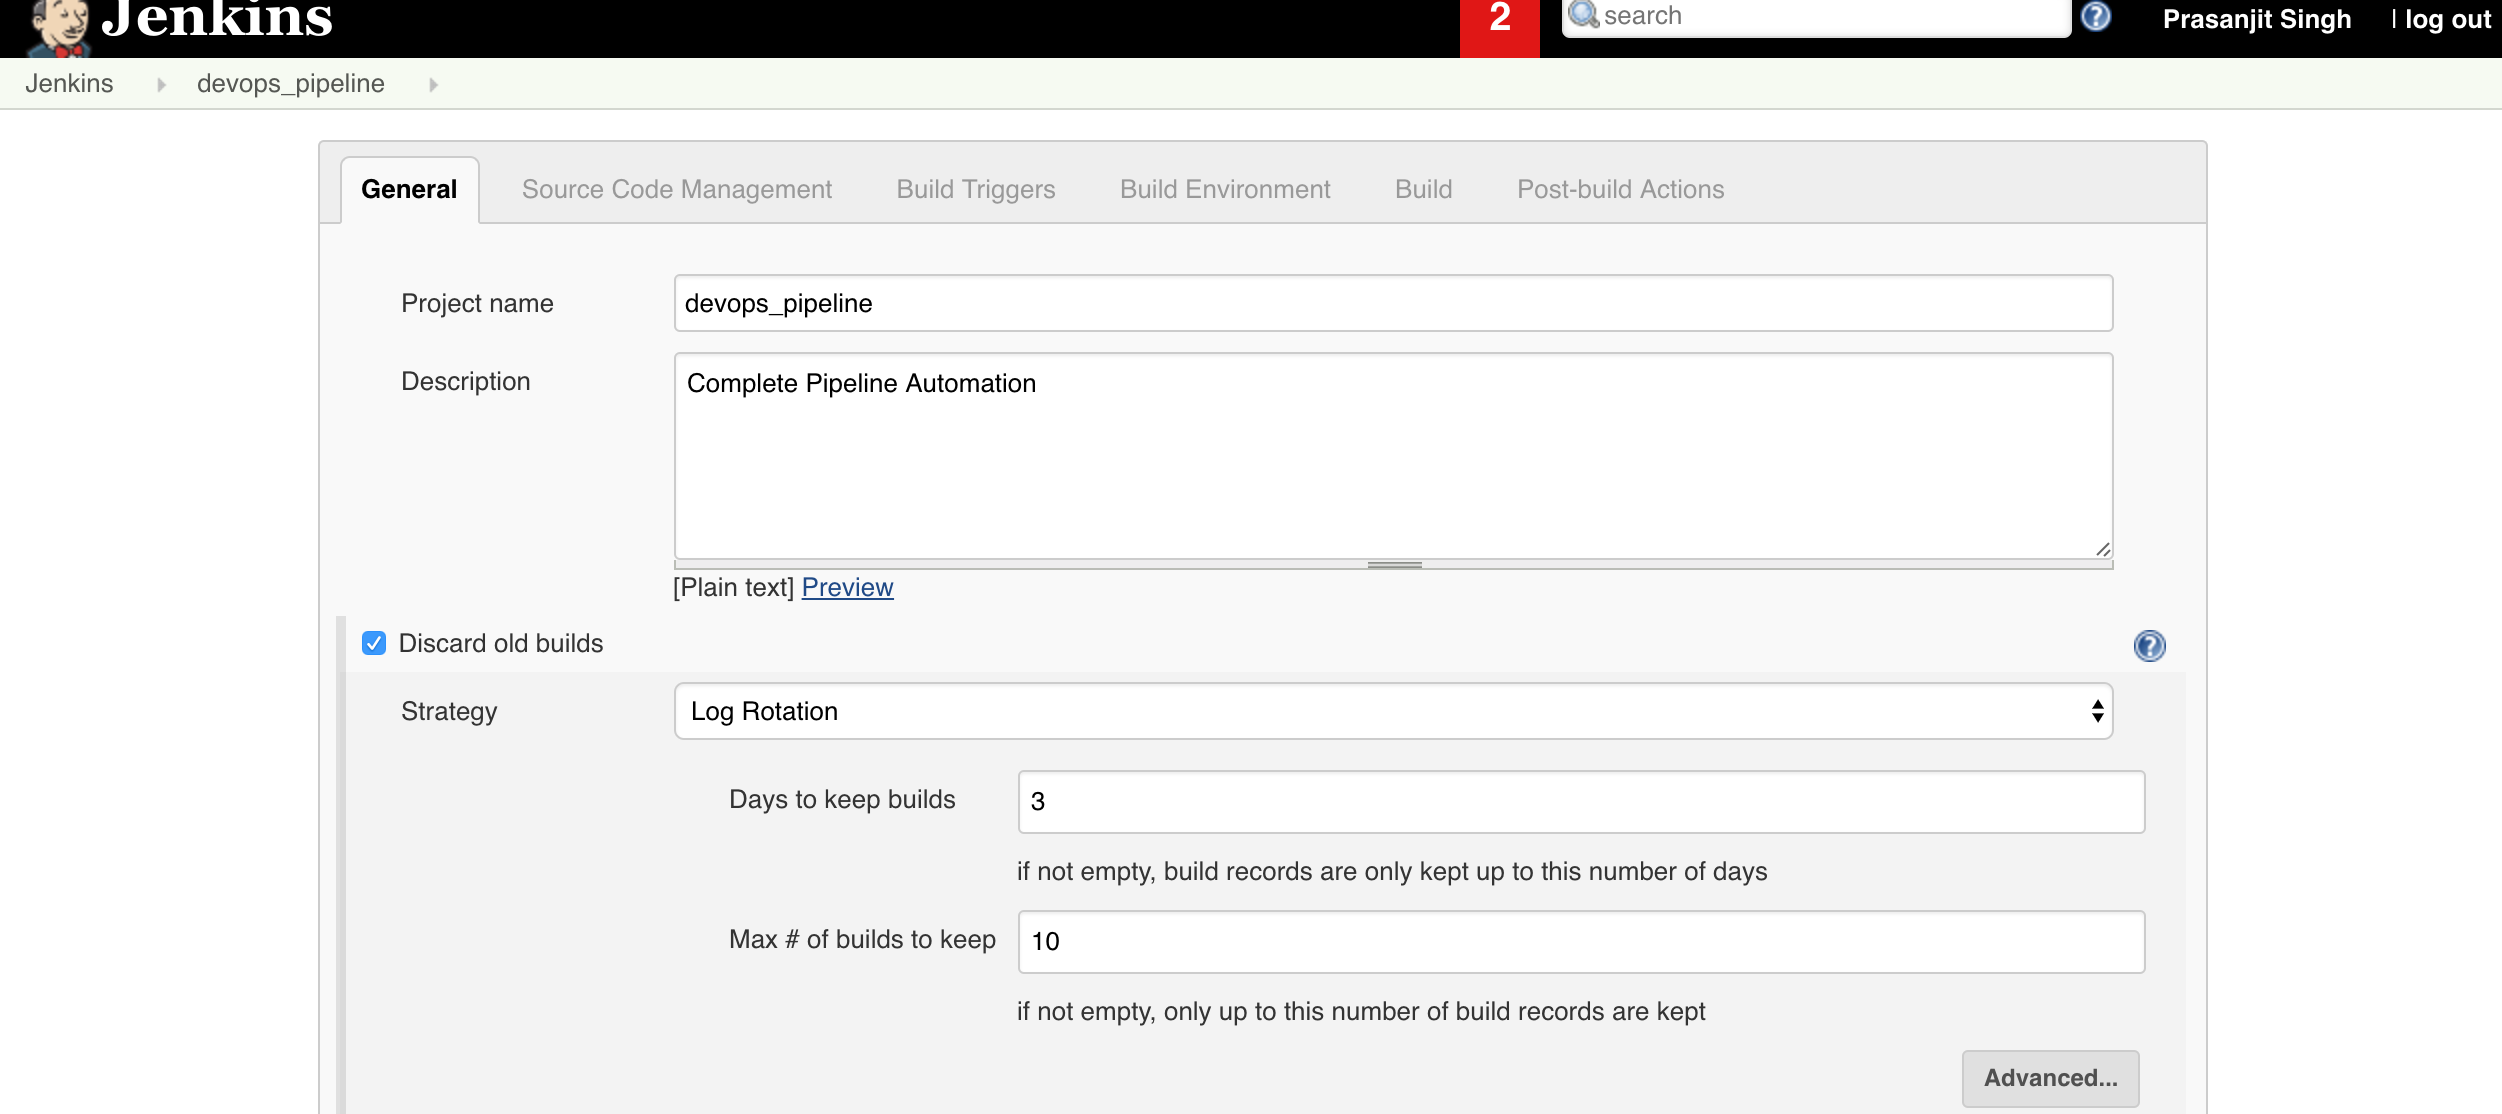 Jenkins
2
search
Prasanjit Singh
| log out
Jenkins
devops_pipeline
General
Source Code Management
Build Triggers
Build Environment
Build
Post-build Actions
Project name
devops_pipeline
Description
Complete Pipeline Automation
[Plain text] Preview
Discard old builds
Strategy
Log Rotation
Days to keep builds
3
if not empty, build records are only kept up to this number of days
Max # of builds to keep
10
if not empty, only up to this number of build records are kept
Advanced...